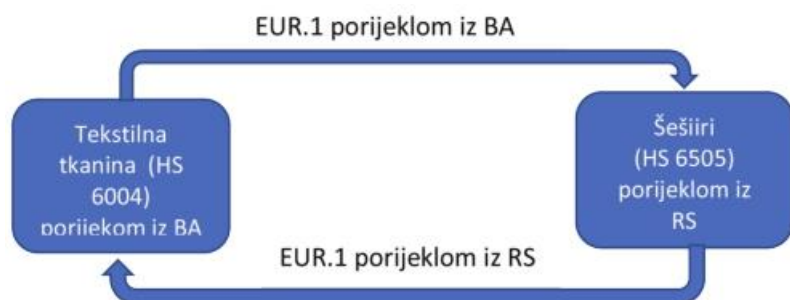 EUR.1 porijeklom iz BA
Tekstilna
tkanina (HS
6004)
porijekom iz BA
Šešiiri
(HS 6505)
porijeklom iz
RS
EUR.1 porijeklom iz RS